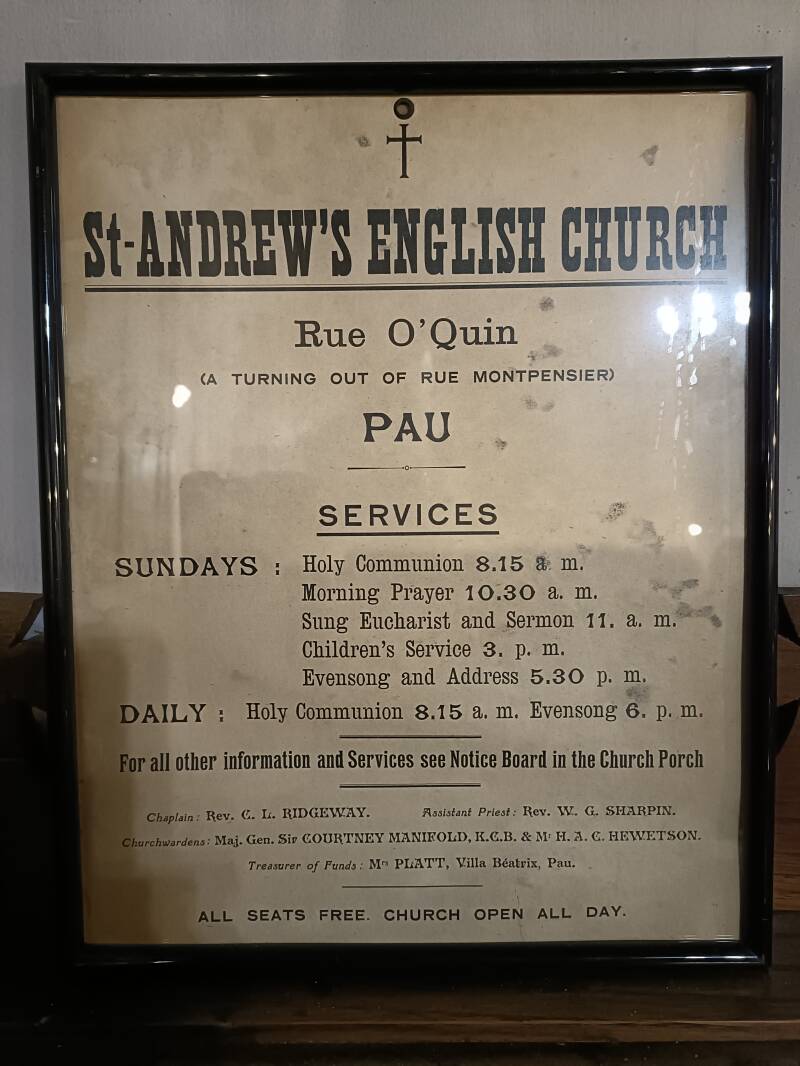 St-ANDREW'S ENGLISH CHURCH
Rue O'Quin
(A TURNING OUT OF RUE MONTPENSIER)
PAU
SERVICES
SUNDAYS : Holy Communion 8.15 a. m.
Morning Prayer 10.30 a. m.
Sung Eucharist and Sermon 11. a. m.
Children's Service 3. p. m.
Evensong and Address 5.30 p. m.
DAILY : Holy Communion 8.15 a. m. Evensong 6. p. m.
For all other information and Services see Notice Board in the Church Porch
Chaplain : Rev. C. L. RIDGEWAY. Assistant Priest : Rev. W. G. SHARPIN.
Churchwardens : Maj. Gen. Sir COURTNEY MANIFOLD, K.C.B. & Mr H. A. C. HEWETSON.
Treasurer of Funds : Mrs PLATT, Villa Béatrix, Pau.
ALL SEATS FREE. CHURCH OPEN ALL DAY.